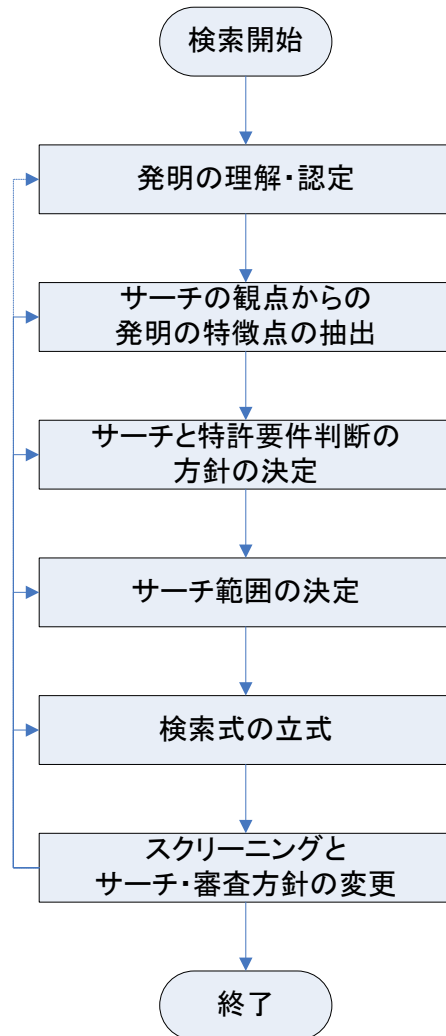 検索開始
発明の理解・認定
サーチの観点からの
発明の特徴点の抽出
サーチと特許要件判断の
方針の決定
サーチ範囲の決定
検索式の立式
スクリーニングと
サーチ・審査方針の変更
終了